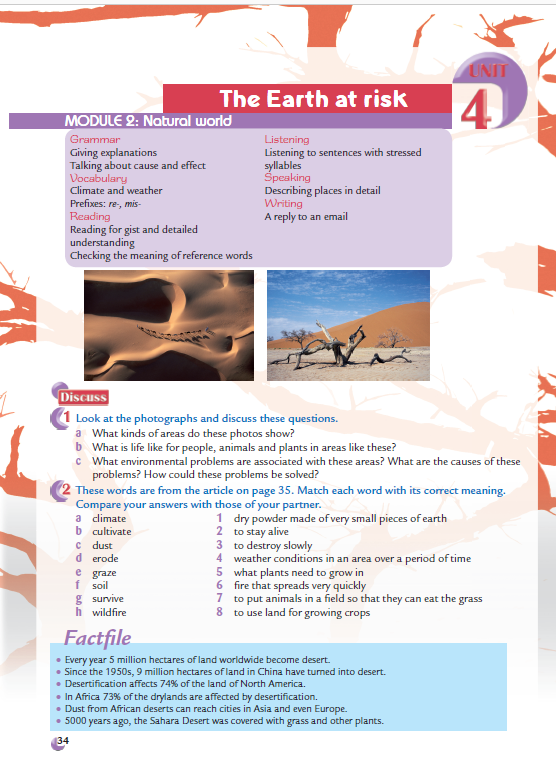 UNIT
4
The Earth at risk
MODULE 2: Natural world
Grammar
Giving explanations
Talking about cause and effect
Vocabulary
Climate and weather
Prefixes: re-, mis-
Reading
Reading for gist and detailed
understanding
Checking the meaning of reference words
Listening
Listening to sentences with stressed
syllables
Speaking
Describing places in detail
Writing
A reply to an email
Discuss
1 Look at the photographs and discuss these questions.
a What kinds of areas do these photos show?
b What is life like for people, animals and plants in areas like these?
c What environmental problems are associated with these areas? What are the causes of these
problems? How could these problems be solved?
2 These words are from the article on page 35. Match each word with its correct meaning.
Compare your answers with those of your partner.
a climate 1 dry powder made of very small pieces of earth
b cultivate 2 to stay alive
c dust 3 to destroy slowly
d erode 4 weather conditions in an area over a period of time
e graze 5 what plants need to grow in
f soil 6 fire that spreads very quickly
g survive 7 to put animals in a field so that they can eat the grass
h wildfire 8 to use land for growing crops
Factfile
• Every year 5 million hectares of land worldwide become desert.
• Since the 1950s, 9 million hectares of land in China have turned into desert.
• Desertification affects 74% of the land of North America.
• In Africa 73% of the drylands are affected by desertification.
• Dust from African deserts can reach cities in Asia and even Europe.
• 5000 years ago, the Sahara Desert was covered with grass and other plants.
34